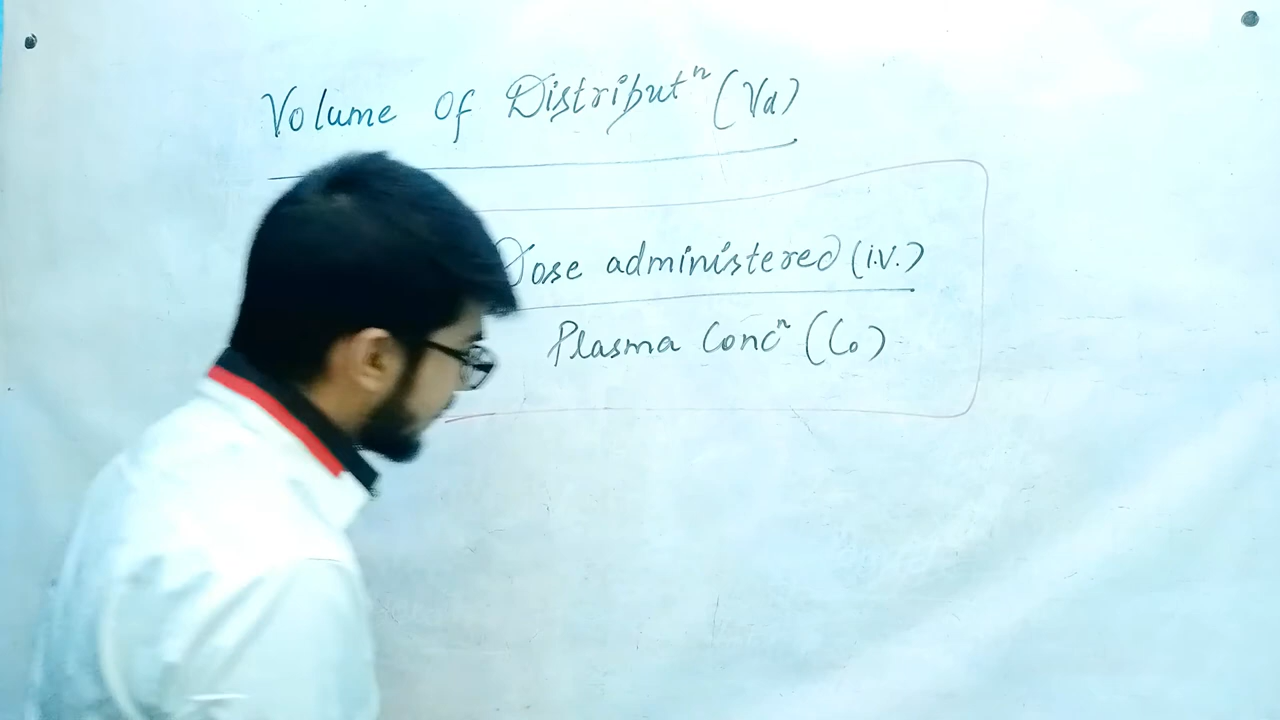 Volume Of Distributⁿ (Vd)
Dose administered (i.v.)
Plasma Concⁿ (C₀)